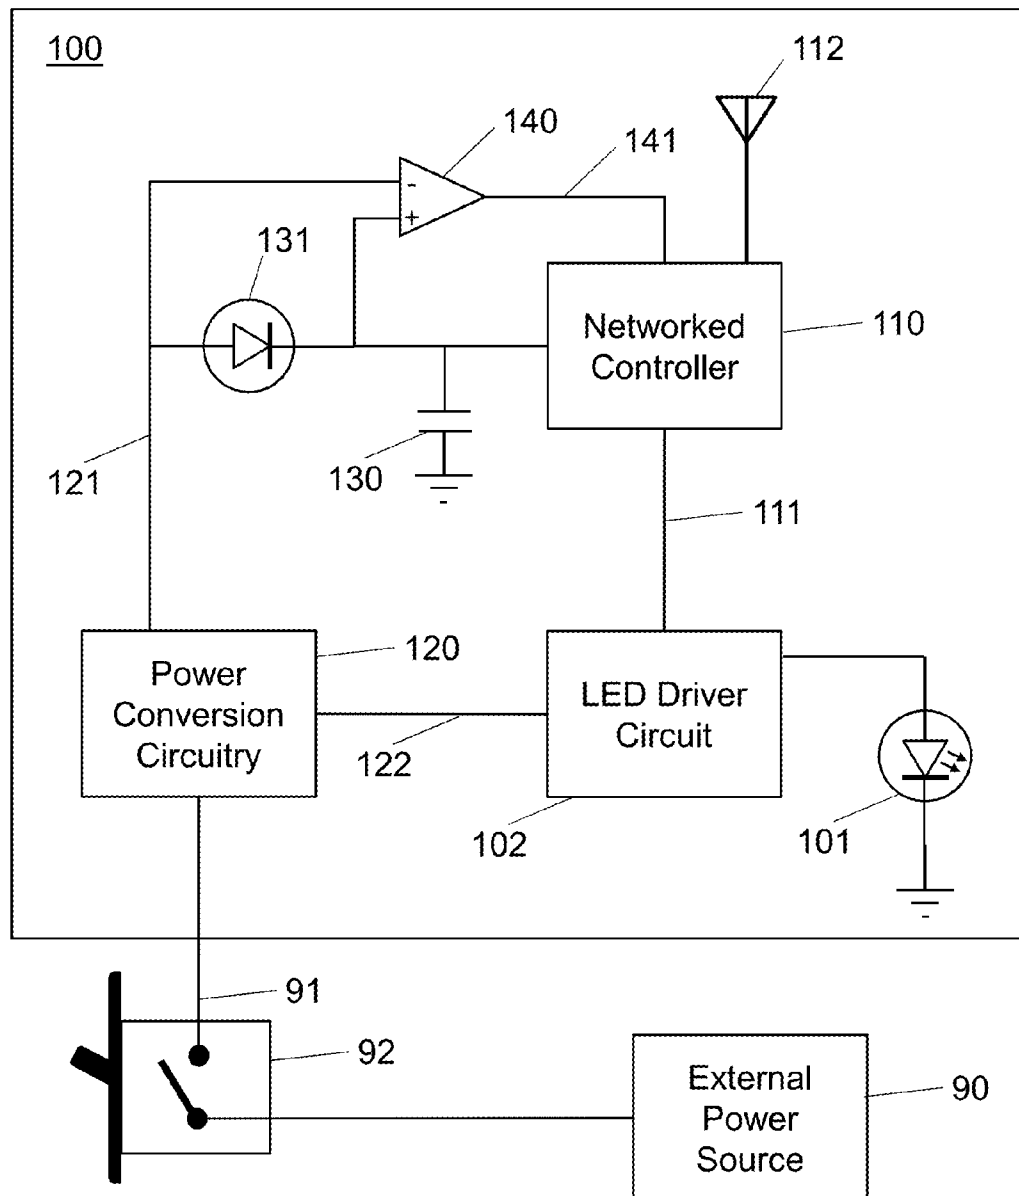 100
112
140
141
-
+
131
Networked
Controller
110
121
130
111
Power
Conversion
Circuitry
120
122
LED Driver
Circuit
102
101
91
92
External
Power
Source
90